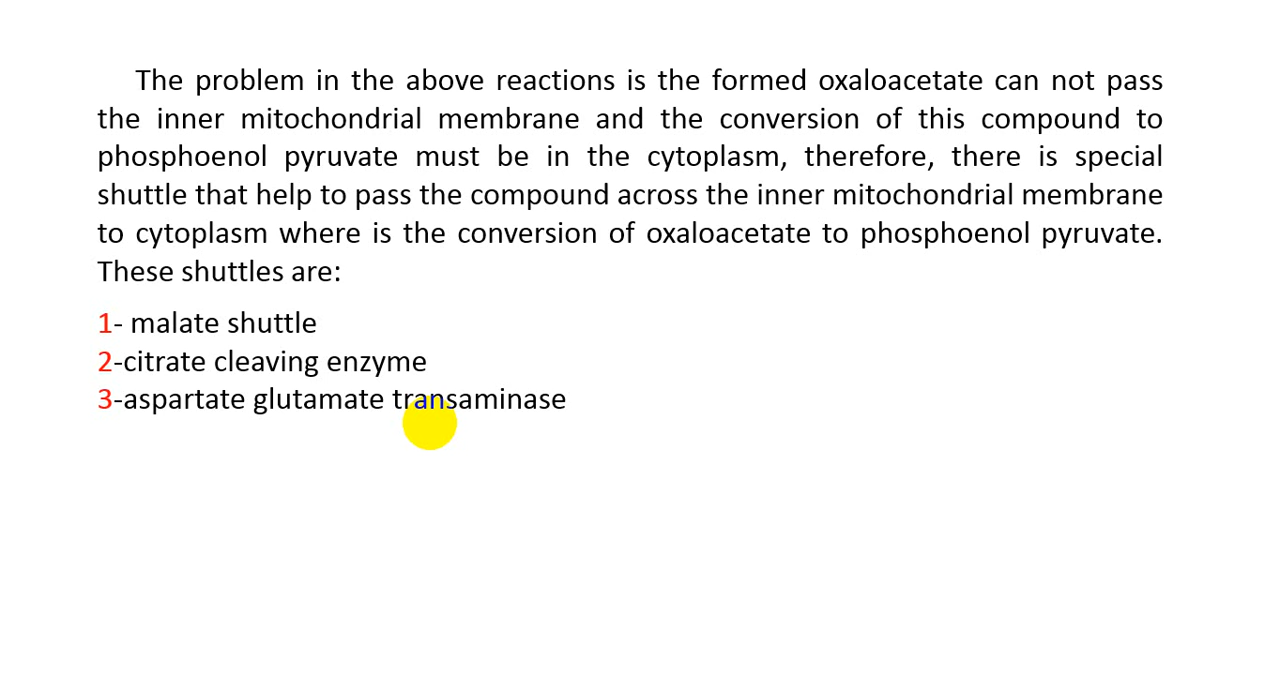 The problem in the above reactions is the formed oxaloacetate can not pass
the inner mitochondrial membrane and the conversion of this compound to
phosphoenol pyruvate must be in the cytoplasm, therefore, there is special
shuttle that help to pass the compound across the inner mitochondrial membrane
to cytoplasm where is the conversion of oxaloacetate to phosphoenol pyruvate.
These shuttles are:
1- malate shuttle
2-citrate cleaving enzyme
3-aspartate glutamate transaminase